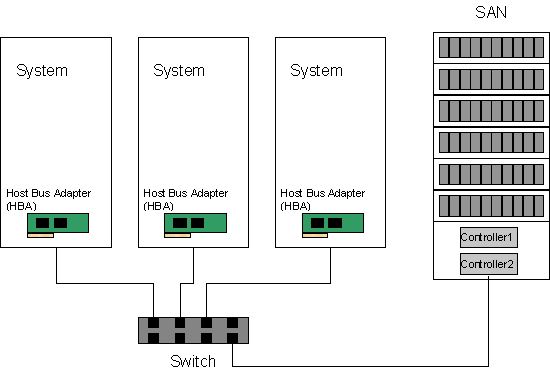 SAN
System
System
System
Host Bus Adapter
(HBA)
Host Bus Adapter
(HBA)
Host Bus Adapter
(HBA)
Controller1
Controller2
Switch